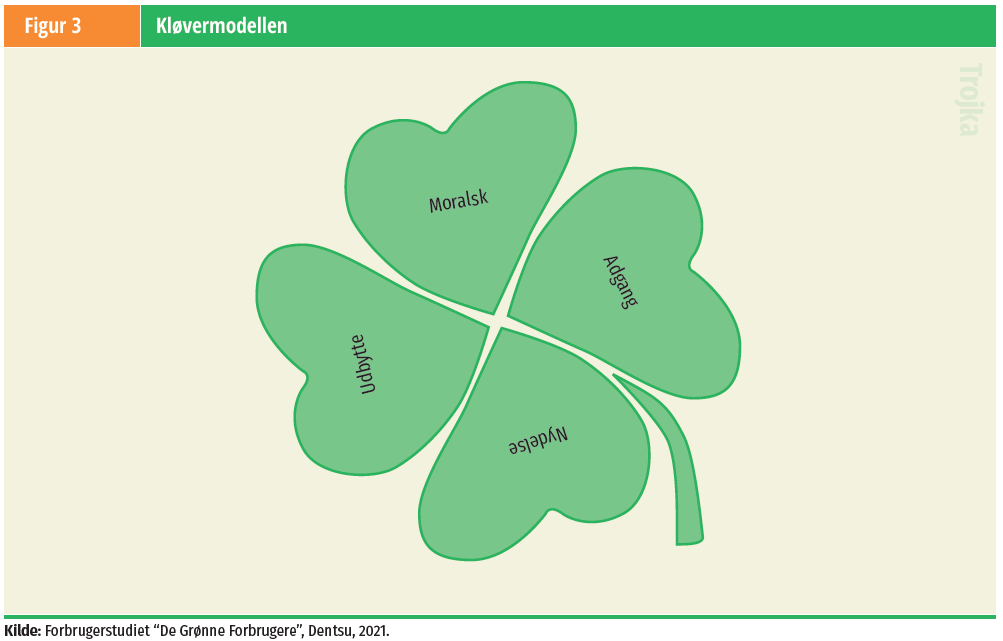 Figur 3
Kløvermodellen
Trojka
Moralsk
Adgang
Udbytte
Nydelse
Kilde: Forbrugerstudiet “De Grønne Forbrugere”, Dentsu, 2021.